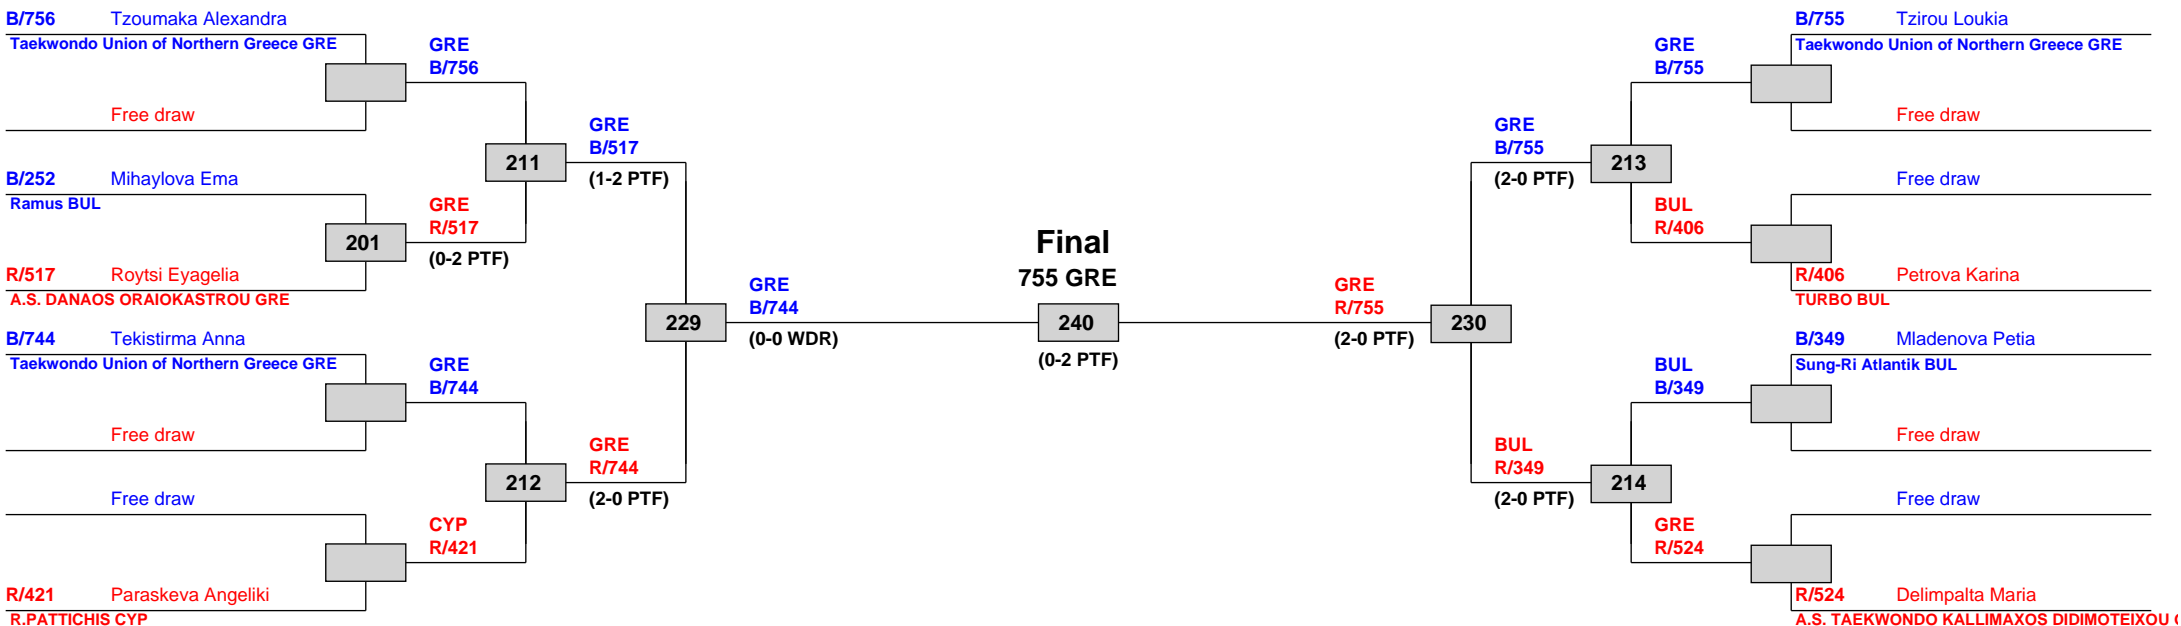 B/756 Tzoumaka Alexandra
Taekwondo Union of Northern Greece GRE
Free draw
B/252 Mihaylova Ema
Ramus BUL
R/517 Roytsi Eyagelia
A.S. DANAOS ORAIOKASTROU GRE
B/744 Tekistirma Anna
Taekwondo Union of Northern Greece GRE
Free draw
Free draw
R/421 Paraskeva Angeliki
R.PATTICHIS CYP
201
GRE
B/756
GRE
R/517
(0-2 PTF)
GRE
B/744
CYP
R/421
211
212
GRE
B/517
(1-2 PTF)
GRE
R/744
(2-0 PTF)
229
GRE
B/744
(0-0 WDR)
Final
755 GRE
240
(0-2 PTF)
GRE
R/755
(2-0 PTF)
230
GRE
B/755
(2-0 PTF)
BUL
R/349
(2-0 PTF)
213
214
GRE
B/755
BUL
R/406
BUL
B/349
GRE
R/524
B/755 Tzirou Loukia
Taekwondo Union of Northern Greece GRE
Free draw
Free draw
R/406 Petrova Karina
TURBO BUL
B/349 Mladenova Petia
Sung-Ri Atlantik BUL
Free draw
Free draw
R/524 Delimpalta Maria
A.S. TAEKWONDO KALLIMAXOS DIDIMOTEIXOU